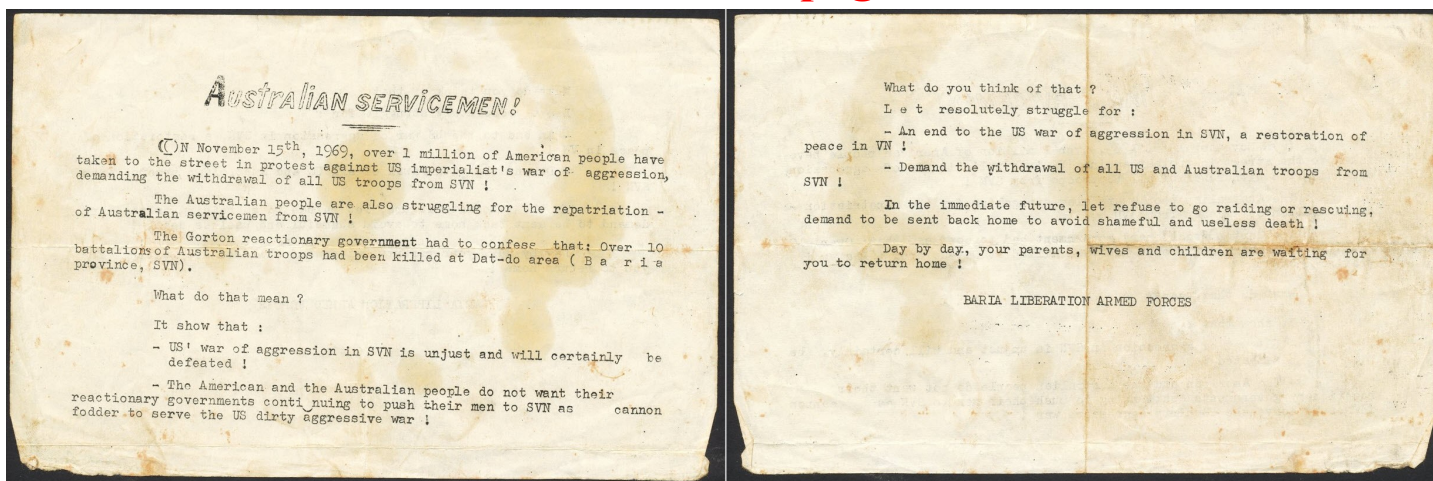 Australian SERVICEMEN!
ON November 15th, 1969, over 1 million of American people have
taken to the street in protest against US imperialist's war of aggression,
demanding the withdrawal of all US troops from SVN !
The Australian people are also struggling for the repatriation -
of Australian servicemen from SVN !
The Gorton reactionary government had to confess that: Over 10
battalions of Australian troops had been killed at Dat-do area ( B a r i a
province, SVN).
What do that mean ?
It show that :
- US' war of aggression in SVN is unjust and will certainly be
defeated !
- The American and the Australian people do not want their
reactionary governments conti nuing to push their men to SVN as cannon
fodder to serve the US dirty aggressive war !
What do you think of that ?
L e t resolutely struggle for :
- An end to the US war of aggression in SVN, a restoration of
peace in VN !
- Demand the withdrawal of all US and Australian troops from
SVN !
In the immediate future, let refuse to go raiding or rescuing,
demand to be sent back home to avoid shameful and useless death !
Day by day, your parents, wives and children are waiting for
you to return home !
BARIA LIBERATION ARMED FORCES